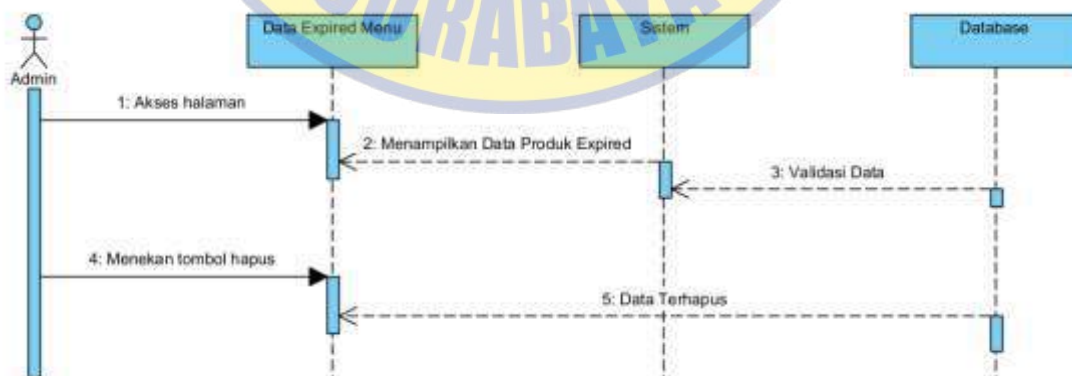 SURABAYA
Data Expired Menu
Sistem
Database
Admin
1: Akses halaman
2: Menampilkan Data Produk Expired
3: Validasi Data
4: Menekan tombol hapus
5: Data Terhapus